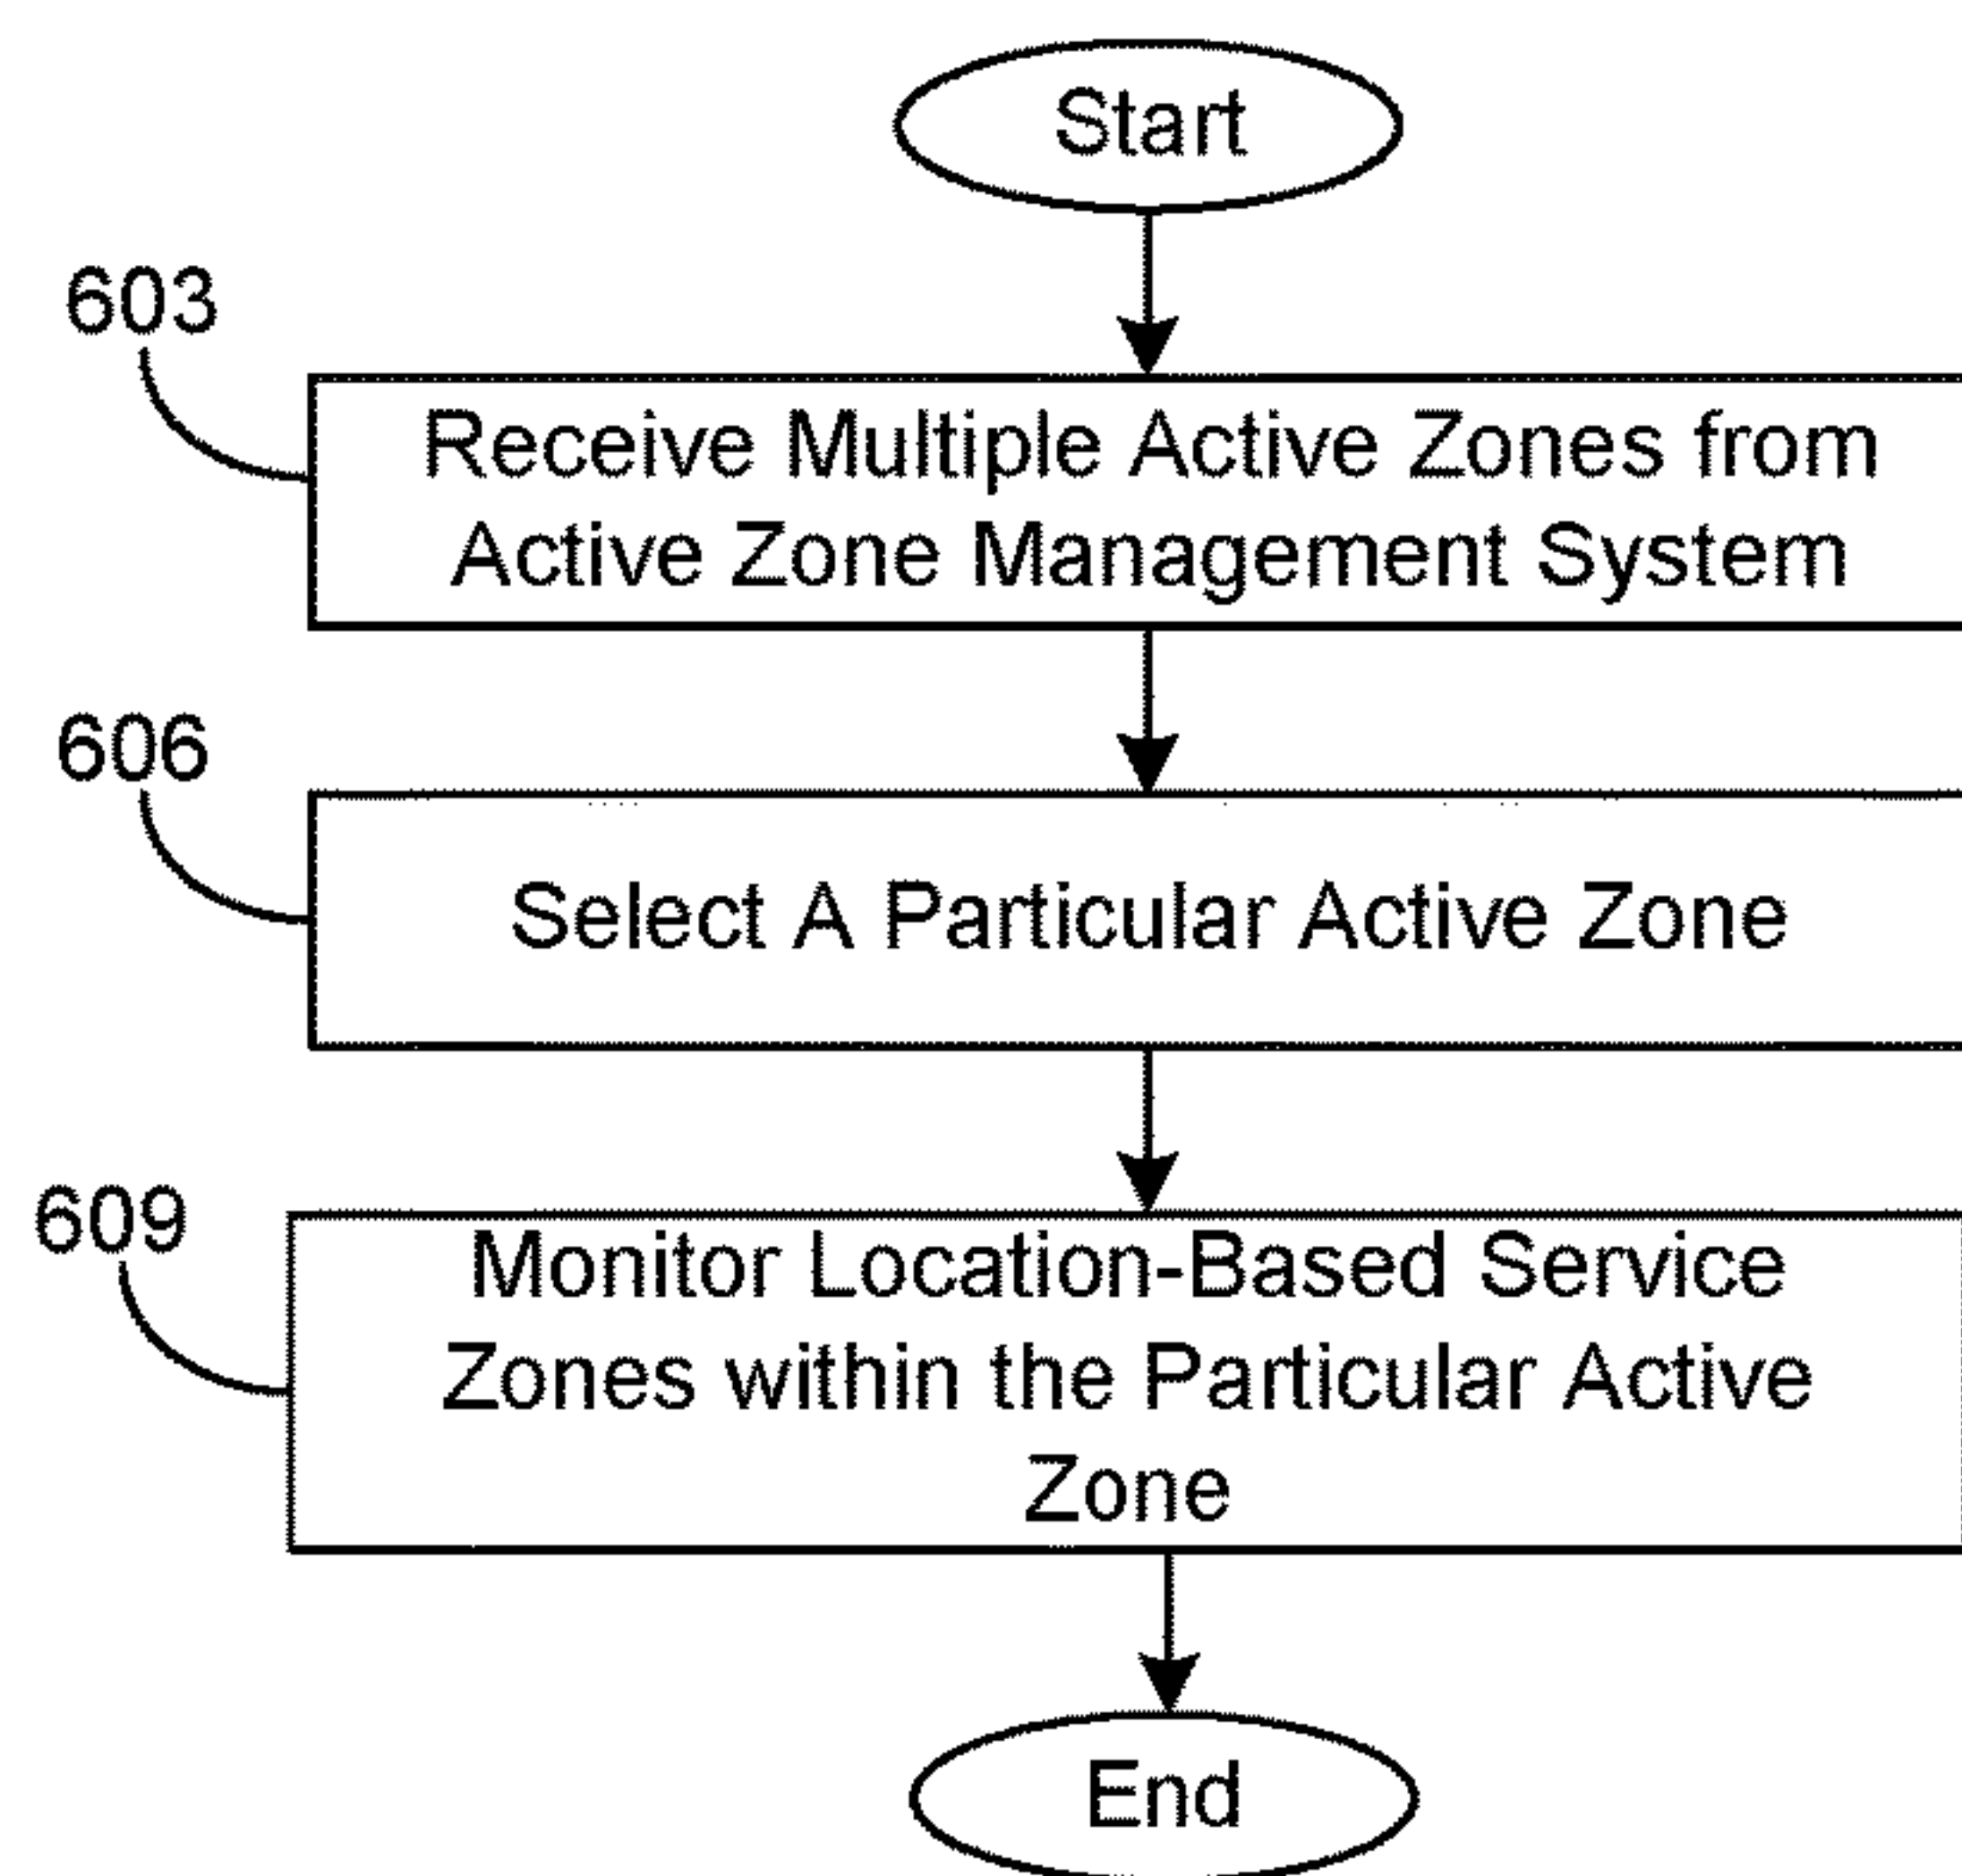 Start
603
Receive Multiple Active Zones from
Active Zone Management System
606
Select A Particular Active Zone
609
Monitor Location-Based Service
Zones within the Particular Active
Zone
End